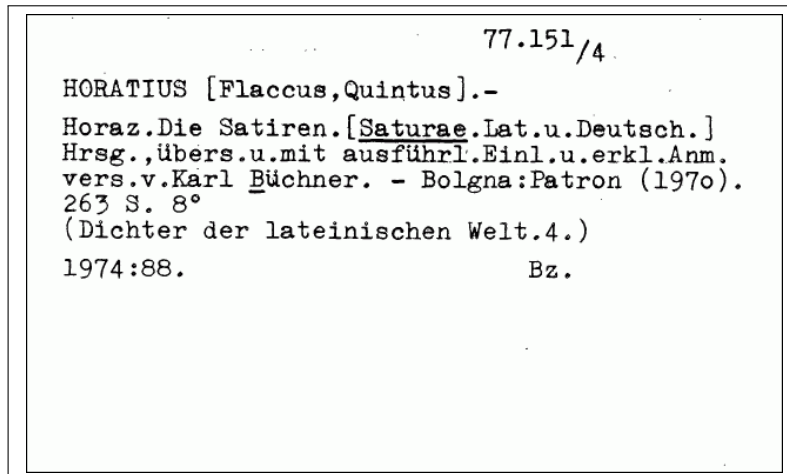 77.151/4
HORATIUS [Flaccus,Quintus].-
Horaz.Die Satiren.[Saturae.Lat.u.Deutsch.]
Hrsg.,übers.u.mit ausführl.Einl.u.erkl.Anm.
vers.v.Karl Büchner. - Bolgna:Patron (197o).
263 S. 8°
(Dichter der lateinischen Welt.4.)
1974:88. Bz.